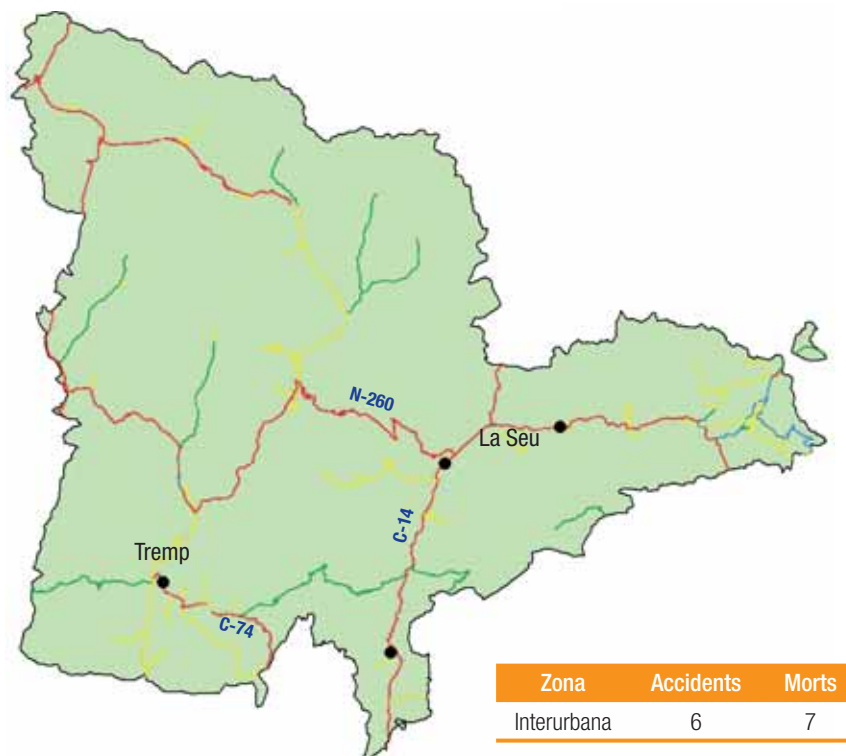 N-260
La Seu
C-14
Tremp
C-74
Zona Accidents Morts
Interurbana 6 7